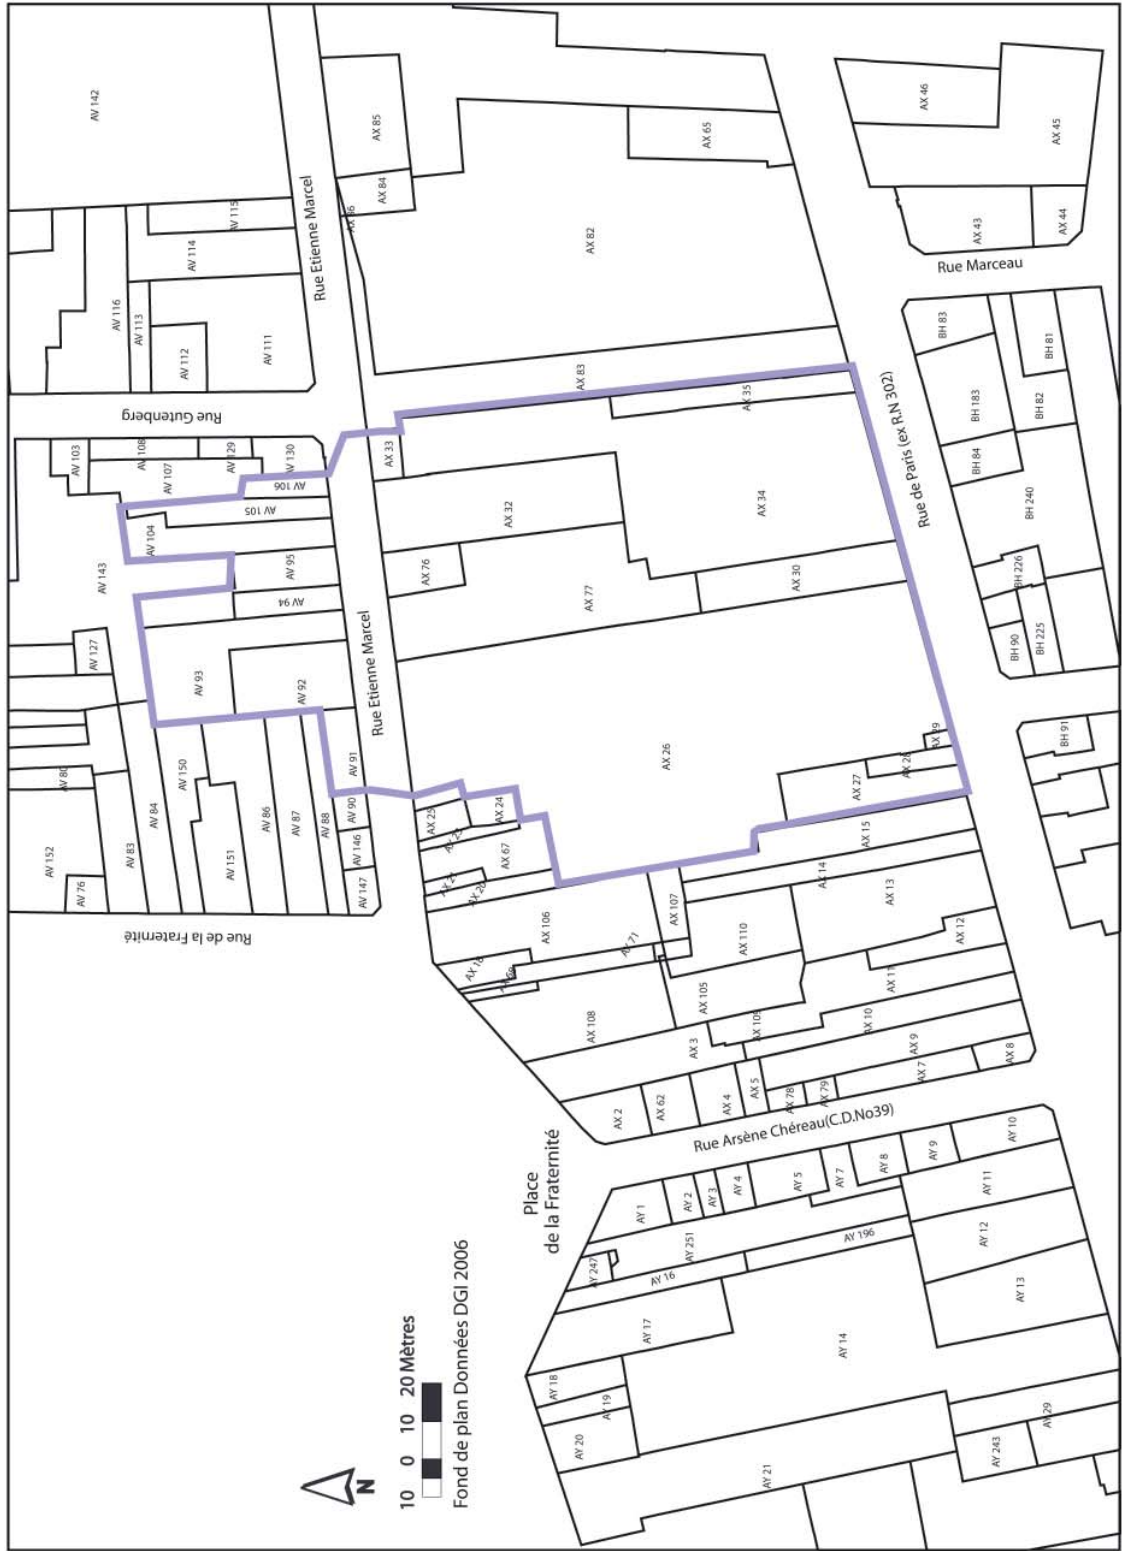 AV 142
AV 115
AV 114
AV 116
AV 113
AV 112
AV 111
Rue Etienne Marcel
AX 85
AX 84
AX 65
AX 82
AX 46
AX 45
AX 43
AX 44
Rue Marceau
Rue Gutenberg
AX 83
AX 35
BH 83
BH 81
BH 183
BH 82
BH 84
BH 240
BH 226
BH 90
BH 225
BH 91
Rue de Paris (ex R.N 302)
AV 103
AV 108
AV 107
AV 129
AV 130
AV 106
AV 105
AV 104
AV 143
AV 95
AV 94
AV 127
AV 93
AV 92
Rue Etienne Marcel
AV 91
AX 33
AX 32
AX 34
AX 76
AX 77
AX 30
AX 26
AX 29
AX 28
AX 27
AV 80
AV 150
AV 84
AV 152
AV 83
AV 86
AV 87
AV 88
AV 90
AV 151
AV 146
AV 76
AV 147
Rue de la Fraternité
AX 25
AX 24
AX 67
AX 15
AX 14
AX 13
AX 107
AX 106
AX 110
AX 12
AX 71
AX 11
AX 105
AX 108
AX 109
AX 10
AX 3
AX 9
AX 8
AX 7
AX 5
AX 79
AX 78
AX 4
AX 62
AX 2
Rue Arsène Chéreau(C.D.No39)
Place
de la Fraternité
AY 10
AY 9
AY 8
AY 7
AY 5
AY 4
AY 3
AY 2
AY 1
AY 11
AY 12
AY 13
AY 251
AY 196
AY 247
AY 16
AY 17
AY 14
AY 18
AY 19
AY 20
AY 21
AY 29
AY 243
N
10 0 10 20 Mètres
Fond de plan Données DGI 2006